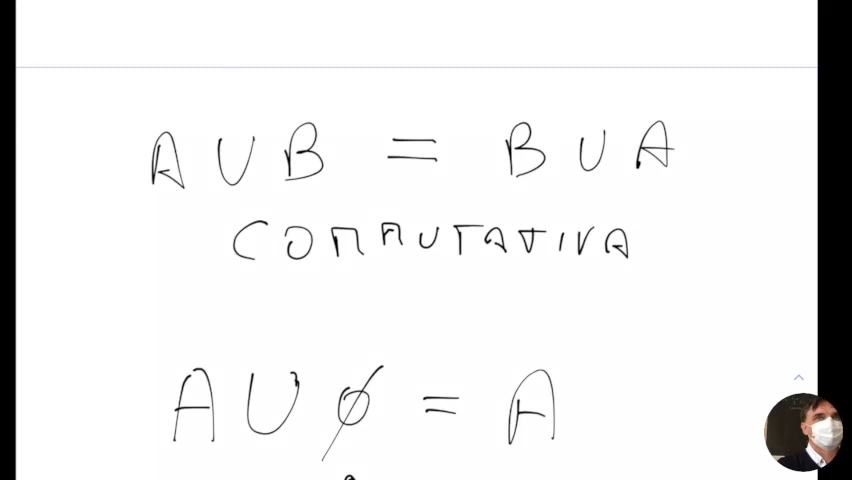 A ∪ B = B ∪ A
COMMUTATIVA
A ∪ ∅ = A